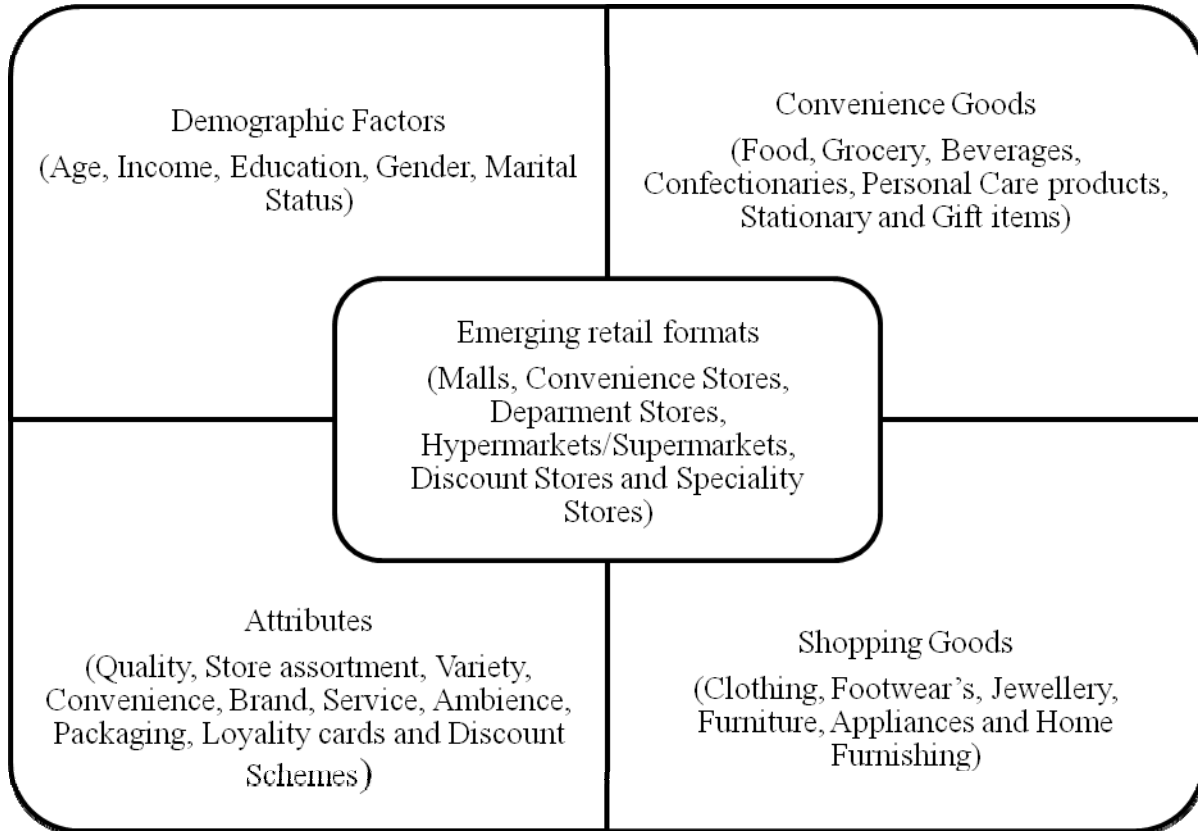 Demographic Factors
(Age, Income, Education, Gender, Marital
Status)
Convenience Goods
(Food, Grocery, Beverages,
Confectionaries, Personal Care products,
Stationary and Gift items)
Emerging retail formats
(Malls, Convenience Stores,
Deparment Stores,
Hypermarkets/Supermarkets,
Discount Stores and Speciality
Stores)
Attributes
(Quality, Store assortment, Variety,
Convenience, Brand, Service, Ambience,
Packaging, Loyality cards and Discount
Schemes)
Shopping Goods
(Clothing, Footwear’s, Jewellery,
Furniture, Appliances and Home
Furnishing)